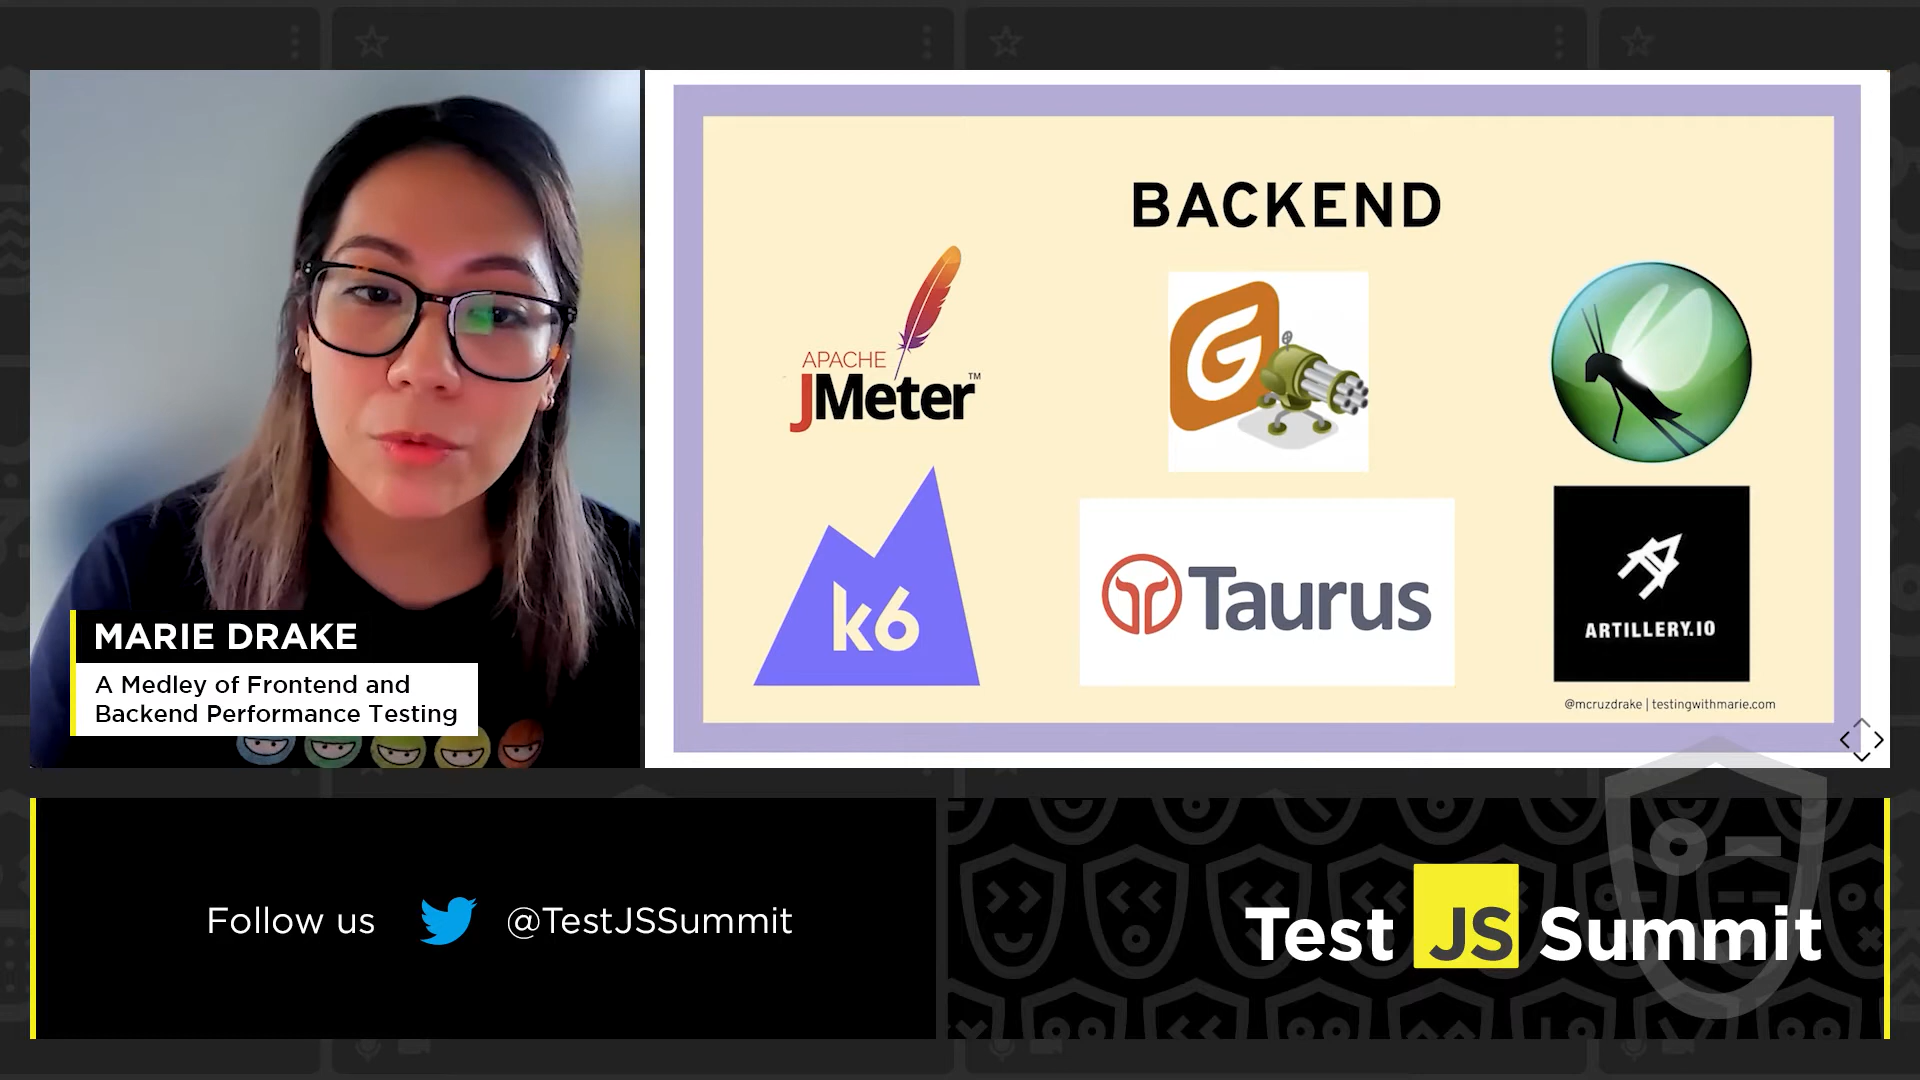 BACKEND
APACHE
JMeter™
G
k6
Taurus
ARTILLERY.IO
@mcruzdrake | testingwithmarie.com
MARIE DRAKE
A Medley of Frontend and
Backend Performance Testing
Follow us @TestJSSummit
Test JS Summit